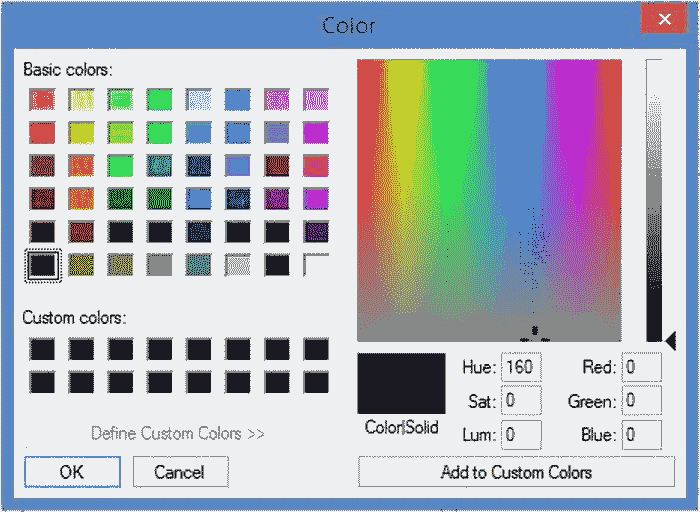 Color
Basic colors:
Custom colors:
Define Custom Colors >>
OK
Cancel
Color|Solid
Hue: 160
Sat: 0
Lum: 0
Red: 0
Green: 0
Blue: 0
Add to Custom Colors